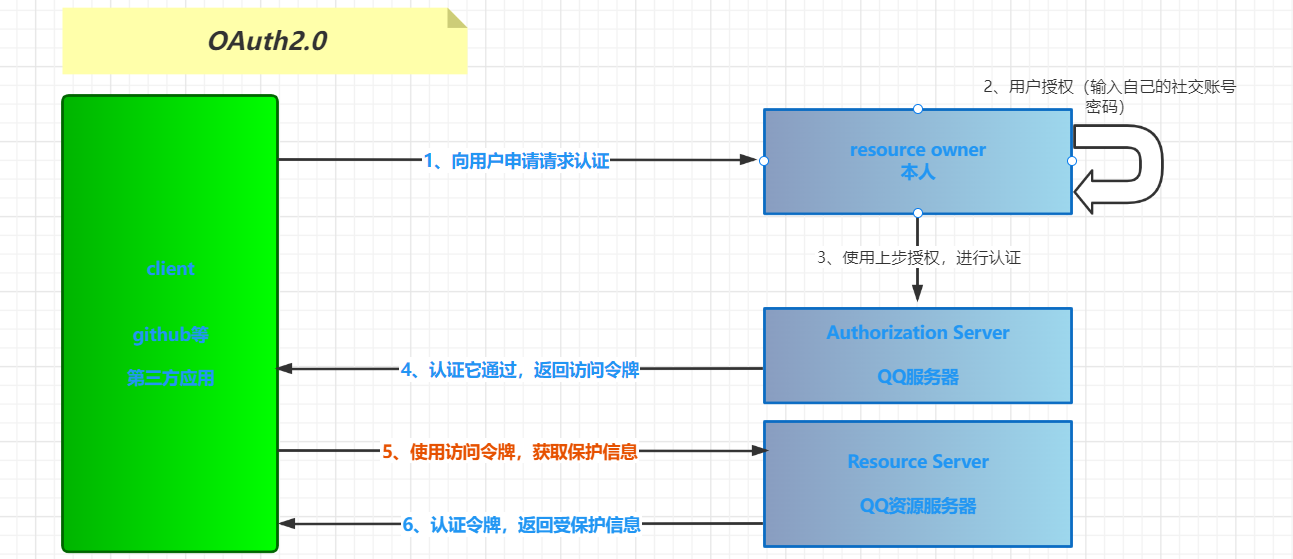 OAuth2.0
2、用户授权（输入自己的社交账号
密码）
1、向用户申请请求认证
resource owner
本人
3、使用上步授权，进行认证
client
github等
第三方应用
Authorization Server
QQ服务器
4、认证它通过，返回访问令牌
5、使用访问令牌，获取保护信息
Resource Server
QQ资源服务器
6、认证令牌，返回受保护信息